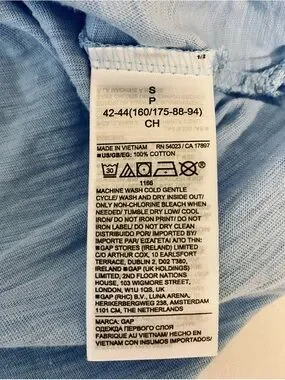 1/2
S
P
42-44(160/175-88-94)
CH
MADE IN VIETNAM RN 54023 / CA 17897
■US/GB/EG: 100% COTTON
30
1166
MACHINE WASH COLD GENTLE
CYCLE/ WASH AND DRY INSIDE OUT/
ONLY NON-CHLORINE BLEACH WHEN
NEEDED/ TUMBLE DRY LOW/ COOL
IRON/ DO NOT IRON PRINT/ DO NOT
IRON LABEL/ DO NOT DRY CLEAN
DISTRIBUIDO POR/ IMPORTED BY/
IMPORTE PAR/ ΕΙΣΑΓΕΤΑΙ ΑΠΟ ΤΗΝ:
■GAP STORES (IRELAND) LIMITED
C/O ARTHUR COX, 10 EARLSFORT
TERRACE, DUBLIN 2, D02 T380,
IRELAND ■GAP (UK HOLDINGS)
LIMITED, 2ND FLOOR NATIONS
HOUSE, 103 WIGMORE STREET,
LONDON, W1U 1QS, UK
■GAP (RHC) B.V., LUNA ARENA,
HERIKERBERGWEG 238, AMSTERDAM
1101 CM, THE NETHERLANDS
MARCA: GAP
ОДЕЖДА ПЕРВОГО СЛОЯ
FABRIQUÉ AU VIETNAM/ HECHO EN
VIETNAM CON INSUMOS IMPORTADOS/